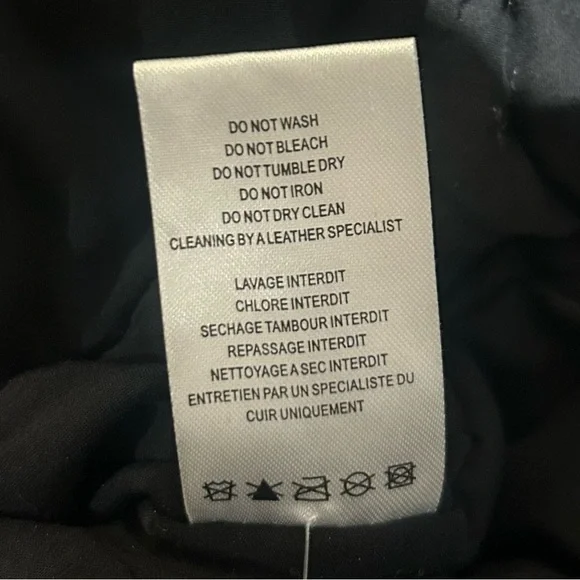 DO NOT WASH
DO NOT BLEACH
DO NOT TUMBLE DRY
DO NOT IRON
DO NOT DRY CLEAN
CLEANING BY A LEATHER SPECIALIST
LAVAGE INTERDIT
CHLORE INTERDIT
SECHAGE TAMBOUR INTERDIT
REPASSAGE INTERDIT
NETTOYAGE A SEC INTERDIT
ENTRETIEN PAR UN SPECIALISTE DU
CUIR UNIQUEMENT